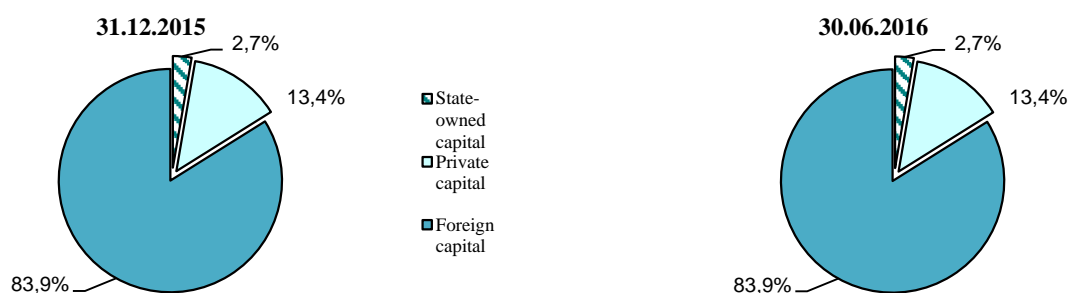 31.12.2015
2,7%
13,4%
83,9%
State-
owned
capital
Private
capital
Foreign
capital
30.06.2016
2,7%
13,4%
83,9%